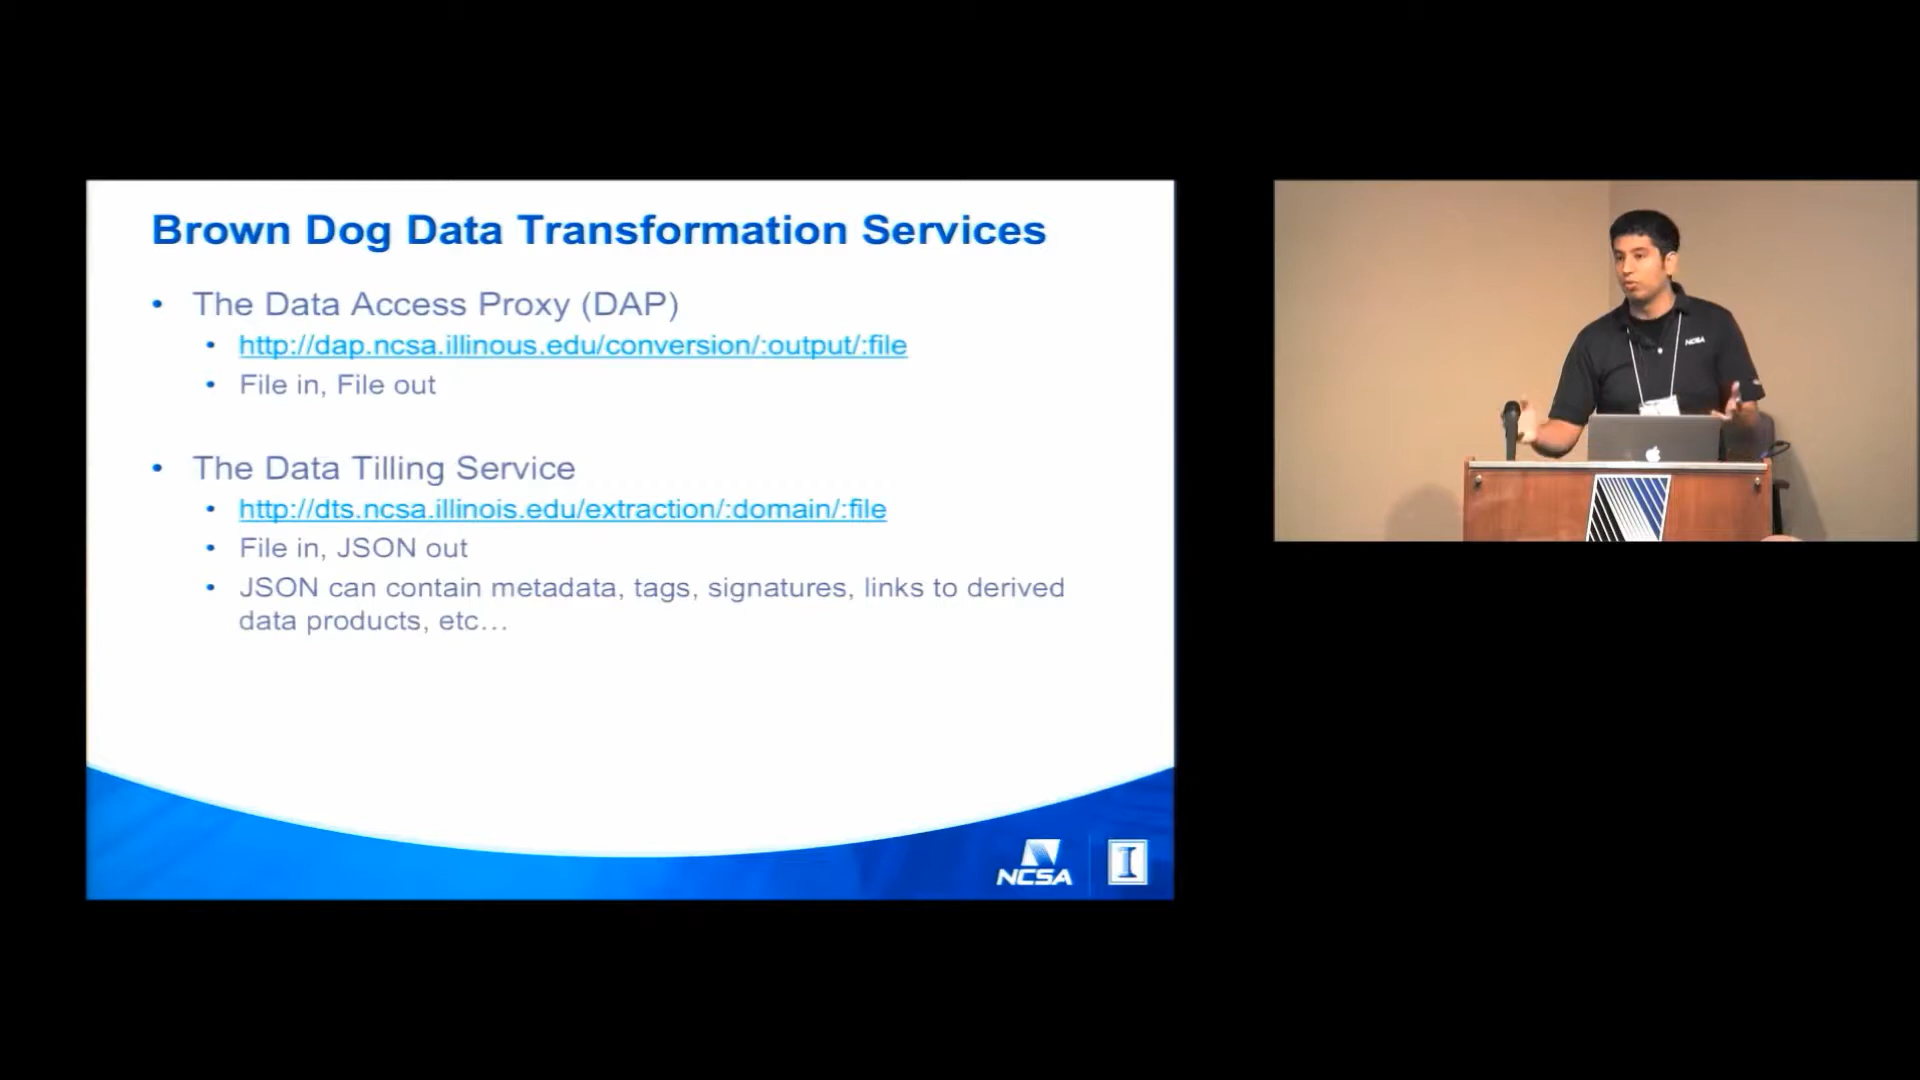 Brown Dog Data Transformation Services
• The Data Access Proxy (DAP)
• http://dap.ncsa.illinous.edu/conversion/:output/:file
• File in, File out
• The Data Tilling Service
• http://dts.ncsa.illinois.edu/extraction/:domain/:file
• File in, JSON out
• JSON can contain metadata, tags, signatures, links to derived
data products, etc…
NCSA
I
NCSA